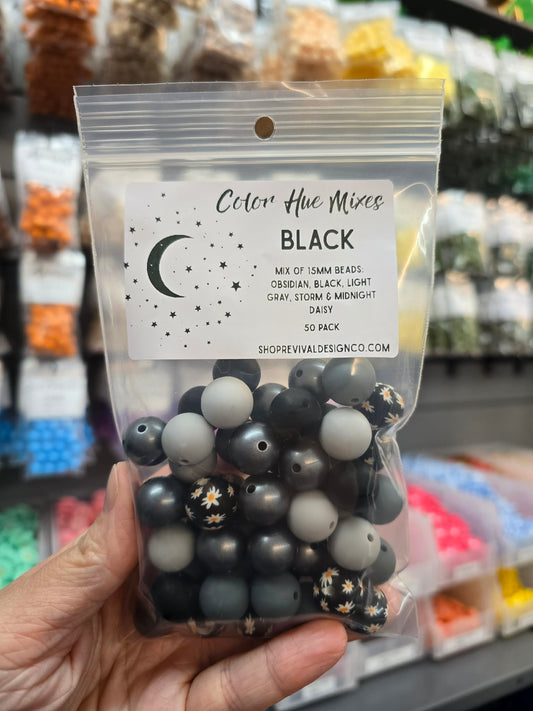 Color Hue Mixes
BLACK
MIX OF 15MM BEADS:
OBSIDIAN, BLACK, LIGHT
GRAY, STORM & MIDNIGHT
DAISY
50 PACK
SHOPREVIVALDESIGNCO.COM